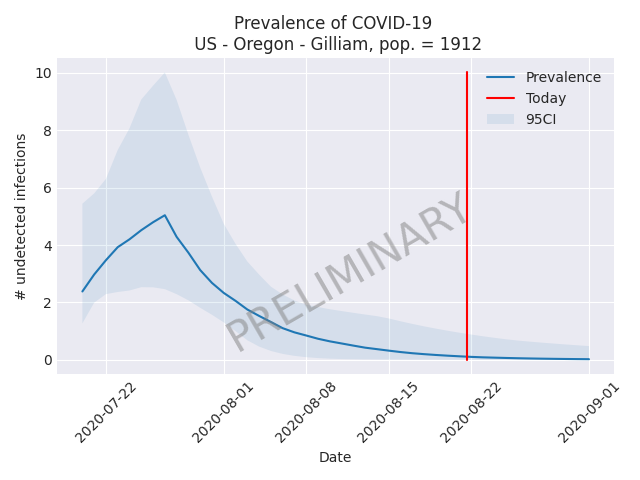 Prevalence of COVID-19
US - Oregon - Gilliam, pop. = 1912
# undetected infections
10
8
6
4
2
0
Prevalence
Today
95CI
PRELIMINARY
2020-07-22
2020-08-01
2020-08-08
2020-08-15
2020-08-22
2020-09-01
Date